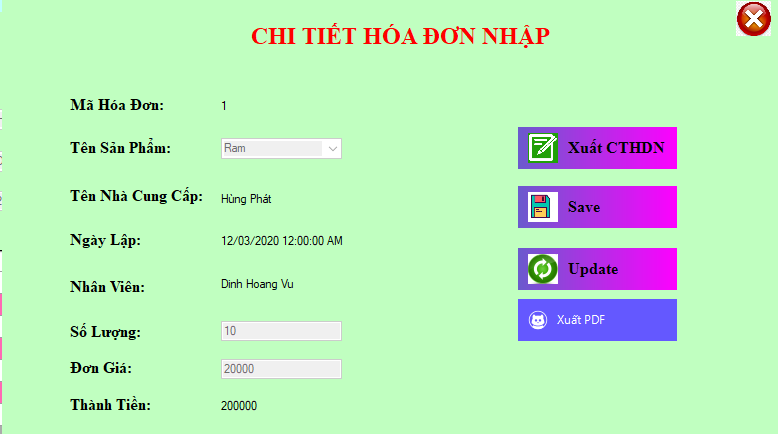 CHI TIẾT HÓA ĐƠN NHẬP
Mã Hóa Đơn: 1
Tên Sản Phẩm: Ram
Xuất CTHDN
Tên Nhà Cung Cấp: Hùng Phát
Save
Ngày Lập: 12/03/2020 12:00:00 AM
Update
Nhân Viên: Dinh Hoang Vu
Xuất PDF
Số Lượng: 10
Đơn Giá: 20000
Thành Tiền: 200000